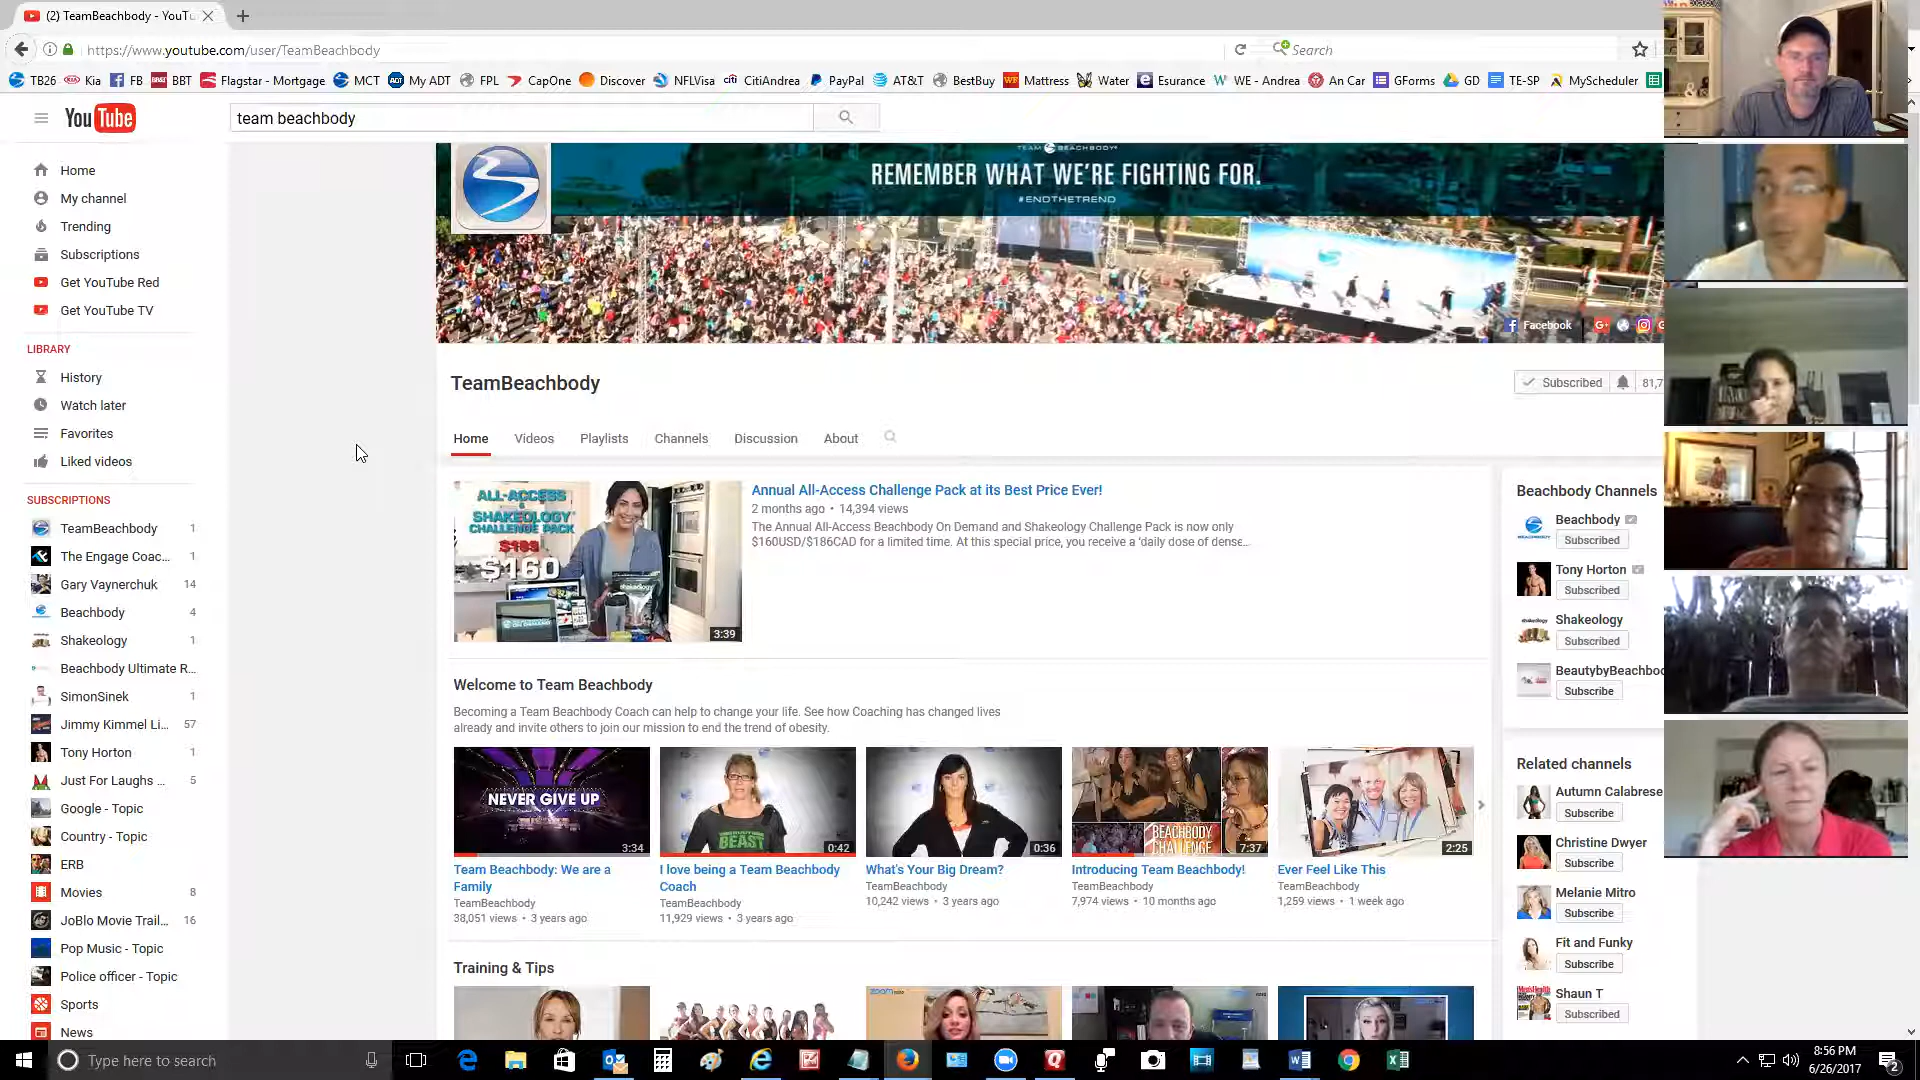 (2) TeamBeachbody - YouTu
https://www.youtube.com/user/TeamBeachbody
Search
TB26 Kia FB BBT Flagstar - Mortgage MCT My ADT FPL CapOne Discover NFLVisa CitiAndrea PayPal AT&T BestBuy Mattress Water Esurance WE - Andrea An Car GForms GD TE-SP MyScheduler
YouTube
team beachbody
Home
My channel
Trending
Subscriptions
Get YouTube Red
Get YouTube TV
LIBRARY
History
Watch later
Favorites
Liked videos
SUBSCRIPTIONS
TeamBeachbody 1
The Engage Coac... 1
Gary Vaynerchuk 14
Beachbody 4
Shakeology 1
Beachbody Ultimate R...
SimonSinek 1
Jimmy Kimmel Li... 57
Tony Horton 1
Just For Laughs ... 5
Google - Topic
Country - Topic
ERB
Movies 8
JoBlo Movie Trail... 16
Pop Music - Topic
Police officer - Topic
Sports
News
TEAM BEACHBODY
REMEMBER WHAT WE'RE FIGHTING FOR.
#ENDTHETREND
Facebook
TeamBeachbody
Subscribed 81,7
Home Videos Playlists Channels Discussion About
ALL-ACCESS
SHAKEOLOGY
CHALLENGE PACK
$160
3:39
Annual All-Access Challenge Pack at its Best Price Ever!
2 months ago • 14,394 views
The Annual All-Access Beachbody On Demand and Shakeology Challenge Pack is now only
$160USD/$186CAD for a limited time. At this special price, you receive a 'daily dose of dense...
Welcome to Team Beachbody
Becoming a Team Beachbody Coach can help to change your life. See how Coaching has changed lives
already and invite others to join our mission to end the trend of obesity.
NEVER GIVE UP
3:34
Team Beachbody: We are a
Family
TeamBeachbody
38,051 views • 3 years ago
BEAST
0:42
I love being a Team Beachbody
Coach
TeamBeachbody
11,929 views • 3 years ago
0:36
What's Your Big Dream?
TeamBeachbody
10,242 views • 3 years ago
BEACHBODY
CHALLENGE
7:37
Introducing Team Beachbody!
TeamBeachbody
7,974 views • 10 months ago
2:25
Ever Feel Like This
TeamBeachbody
1,259 views • 1 week ago
Training & Tips
zoom
Beachbody Channels
Beachbody
Subscribed
Tony Horton
Subscribed
Shakeology
Subscribed
BeautybyBeachbo
Subscribe
Related channels
Autumn Calabrese
Subscribe
Christine Dwyer
Subscribe
Melanie Mitro
Subscribe
Fit and Funky
Subscribe
Shaun T
Subscribed
Type here to search
8:56 PM
6/26/2017
2